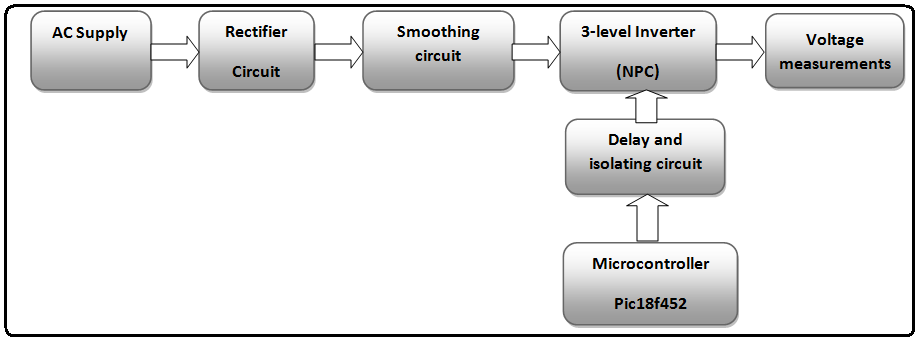 AC Supply
Rectifier
Circuit
Smoothing
circuit
3-level Inverter
(NPC)
Voltage
measurements
Delay and
isolating circuit
Microcontroller
Pic18f452